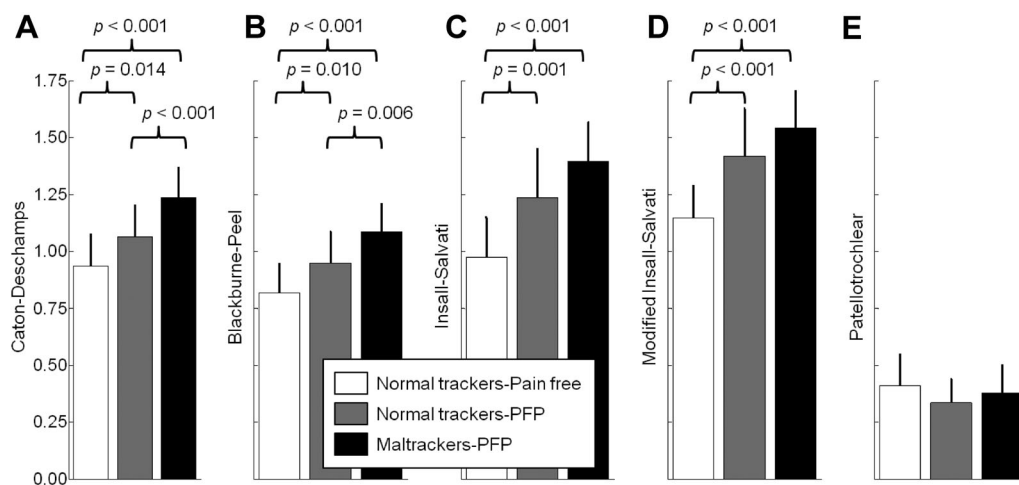 A
p < 0.001
p = 0.014
p < 0.001
1.75
1.50
1.25
1.00
0.75
0.50
0.25
0.00
Caton-Deschamps
B
p < 0.001
p = 0.010
p = 0.006
Blackburne-Peel
C
p < 0.001
p = 0.001
Insall-Salvati
D
p < 0.001
p < 0.001
Modified Insall-Salvati
E
Patellotrochlear
Normal trackers-Pain free
Normal trackers-PFP
Maltrackers-PFP